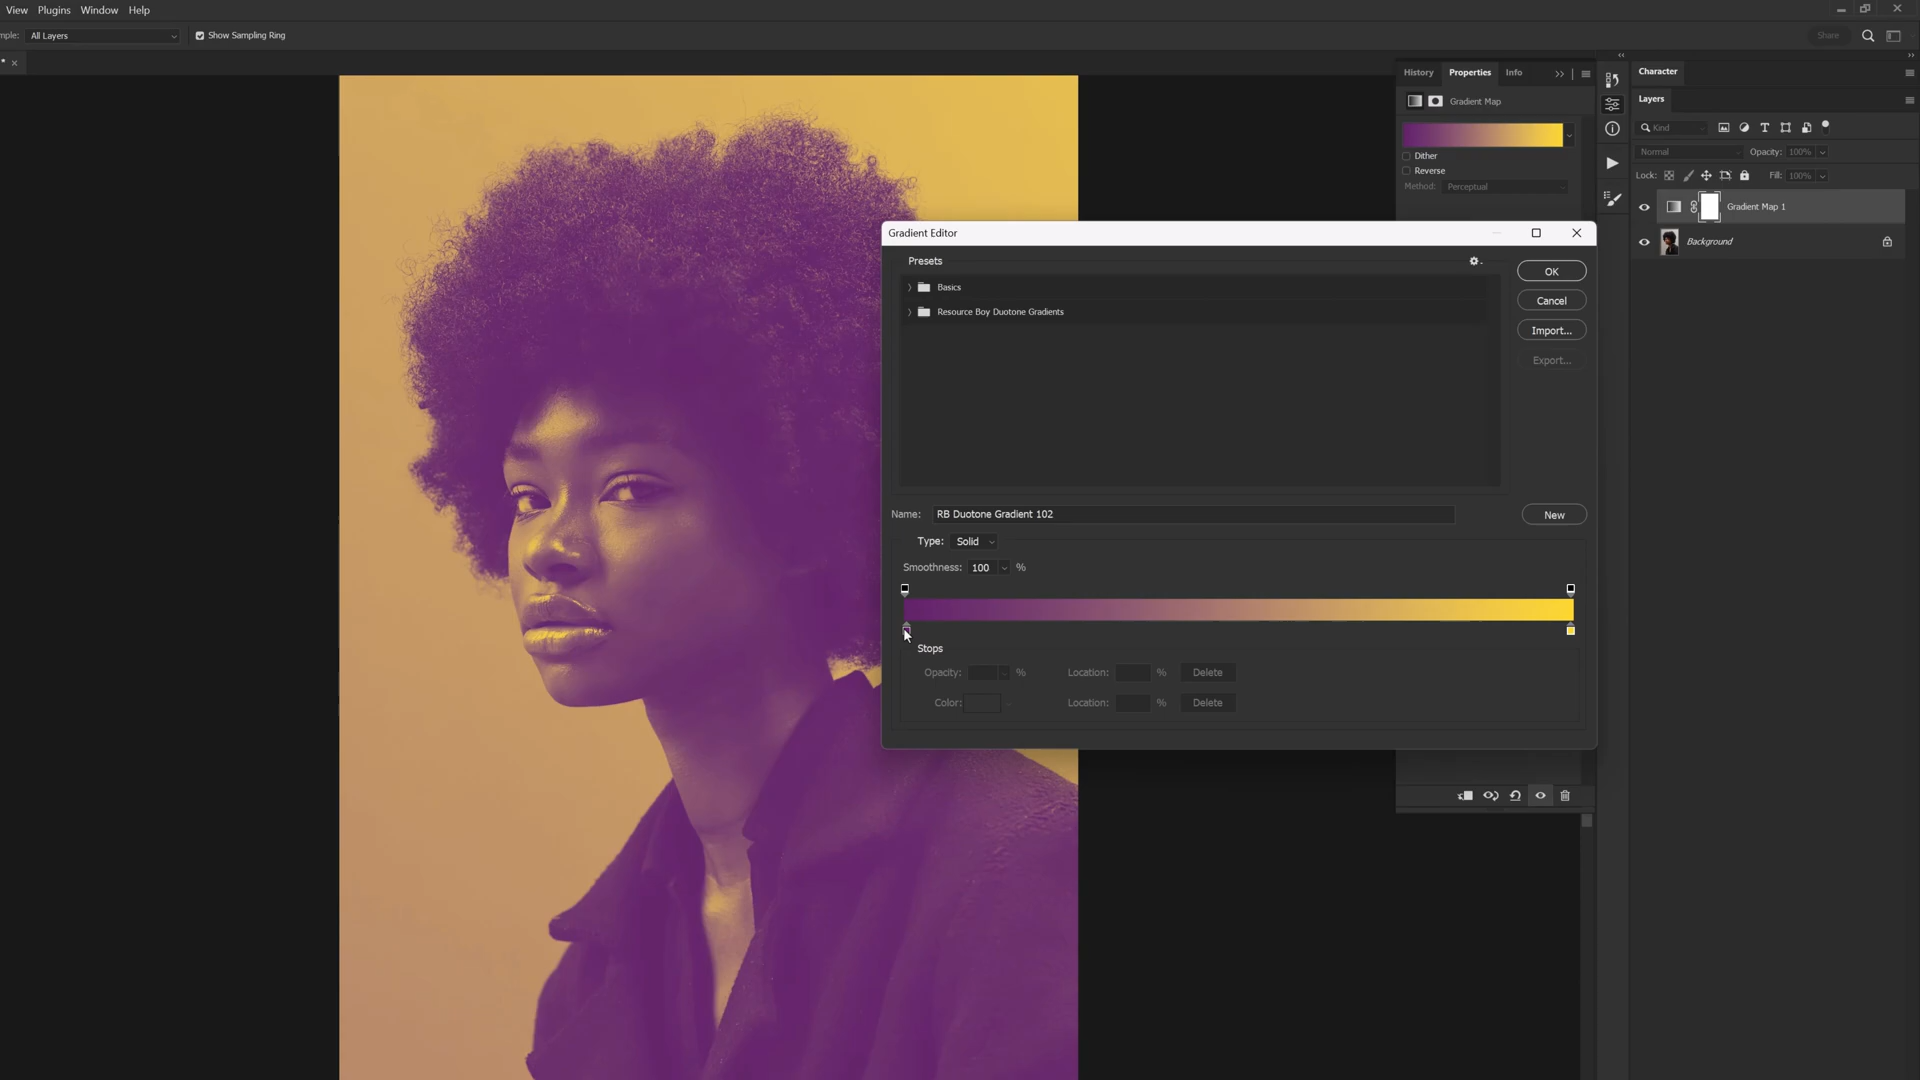 View Plugins Window Help
mple: All Layers Show Sampling Ring Share
* ×
History Properties Info
Gradient Map
Dither
Reverse
Method: Perceptual
Character
Layers
Kind
Normal Opacity: 100%
Lock: Fill: 100%
Gradient Map 1
Background
Gradient Editor
Presets
Basics
Resource Boy Duotone Gradients
OK
Cancel
Import...
Export...
Name: RB Duotone Gradient 102 New
Type: Solid
Smoothness: 100 %
Stops
Opacity: % Location: % Delete
Color: Location: % Delete